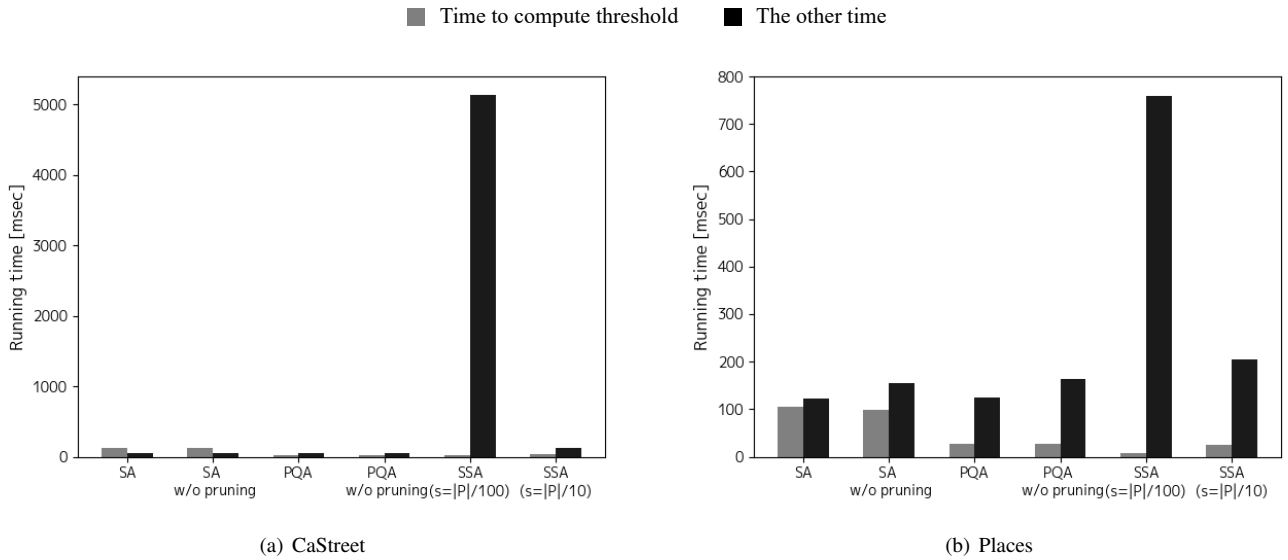 Time to compute threshold The other time
Running time [msec]
5000
4000
3000
2000
1000
0
SA SA PQA PQA SSA SSA
w/o pruning w/o pruning (s=|P|/100) (s=|P|/10)
(a) CaStreet
Running time [msec]
800
700
600
500
400
300
200
100
0
SA SA PQA PQA SSA SSA
w/o pruning w/o pruning (s=|P|/100) (s=|P|/10)
(b) Places